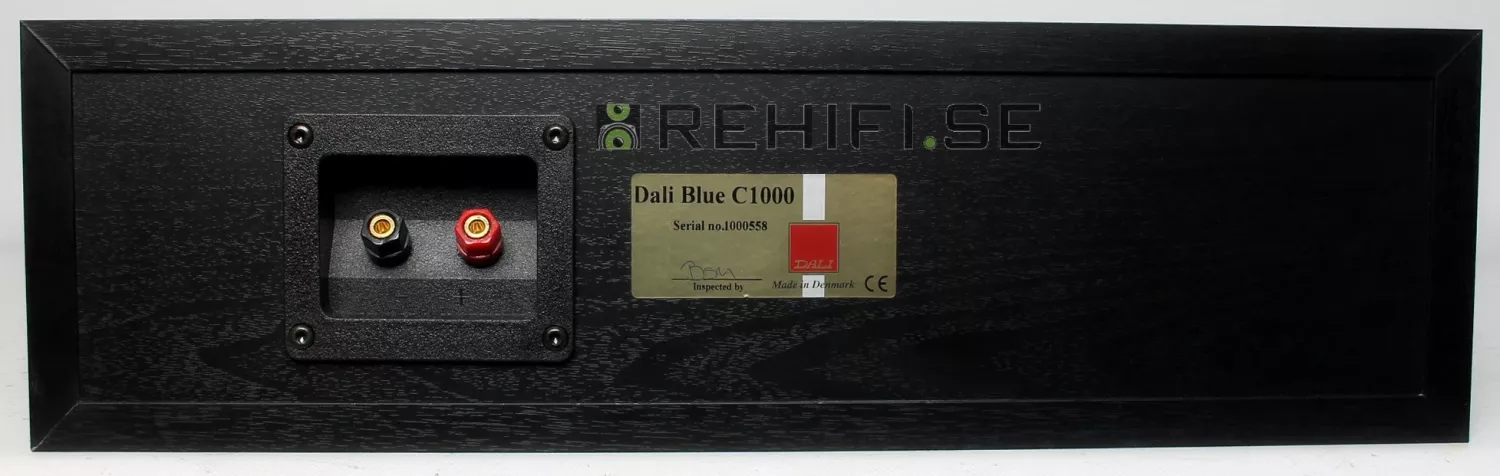 REHIFI.SE
Dali Blue C1000
Serial no.1000558
DALI
Inspected by
Made in Denmark CE